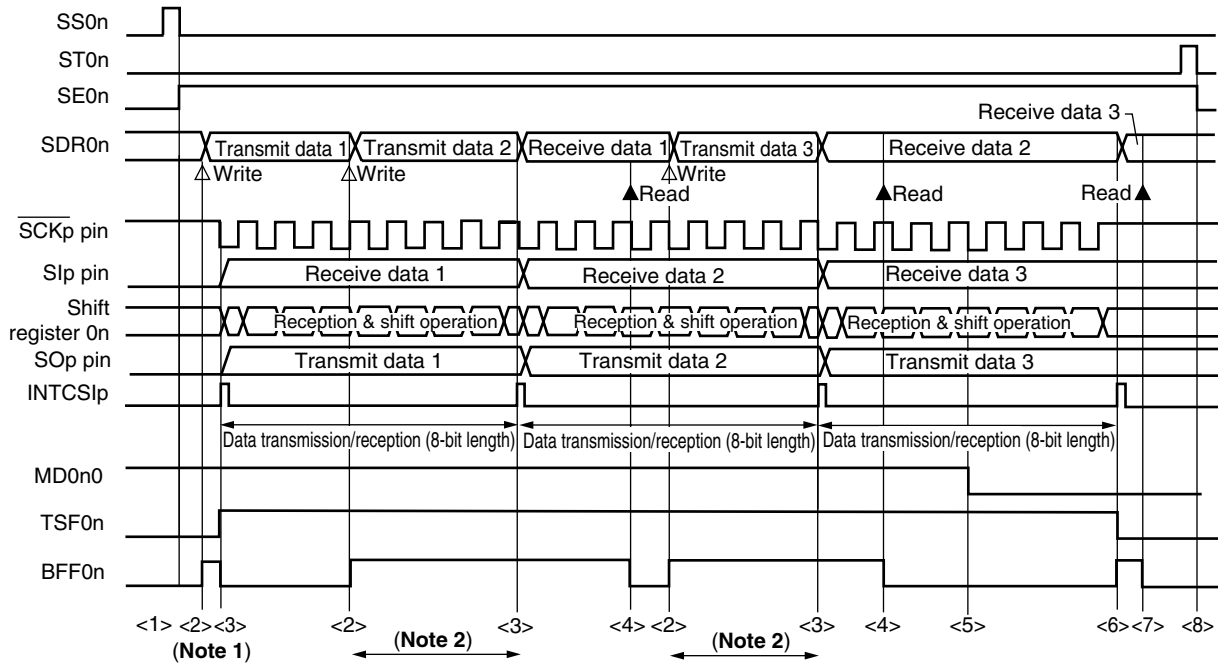 SS0n
ST0n
SE0n
Receive data 3
SDR0n
Transmit data 1 Transmit data 2 Receive data 1 Transmit data 3 Receive data 2
Write Write Write
Read Read Read
SCKp pin
SIp pin
Receive data 1 Receive data 2 Receive data 3
Shift
register 0n
Reception & shift operation Reception & shift operation Reception & shift operation
SOp pin
Transmit data 1 Transmit data 2 Transmit data 3
INTCSIp
Data transmission/reception (8-bit length) Data transmission/reception (8-bit length) Data transmission/reception (8-bit length)
MD0n0
TSF0n
BFF0n
<1> <2> <3> <2> <3> <4> <2> <3> <4> <5> <6> <7> <8>
(Note 1) (Note 2) (Note 2)